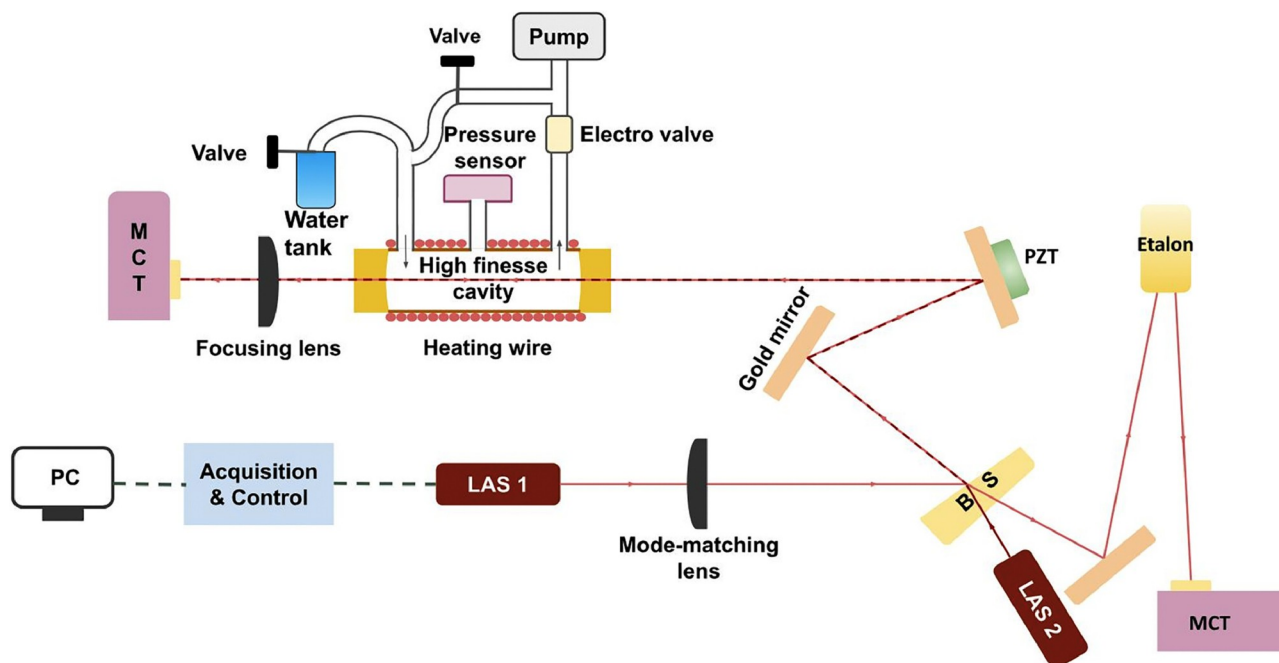 Valve
Pump
Valve
Pressure
sensor
Electro valve
Water
tank
M
C
T
High finesse
cavity
PZT
Etalon
Gold mirror
Focusing lens
Heating wire
PC
Acquisition
& Control
LAS 1
B S
Mode-matching
lens
LAS 2
MCT